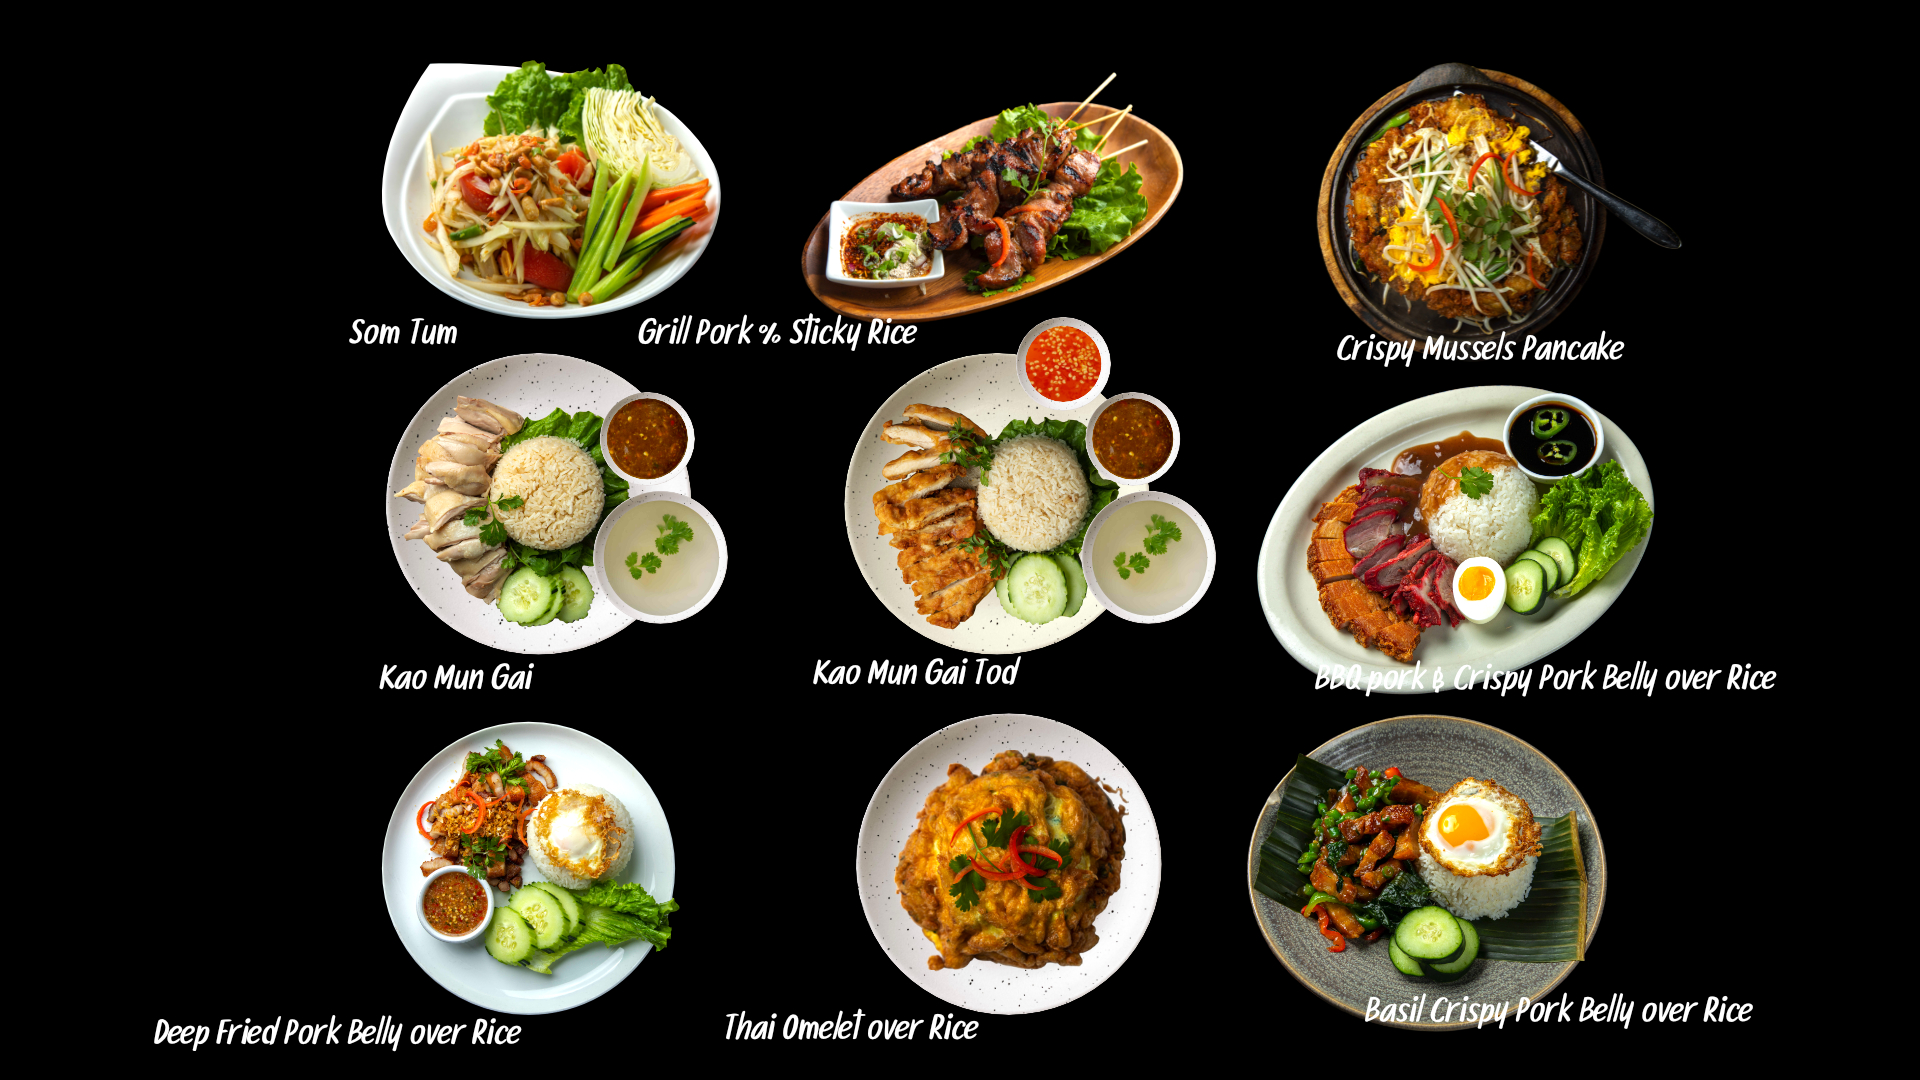 Som Tum
Grill Pork % Sticky Rice
Crispy Mussels Pancake
Kao Mun Gai
Kao Mun Gai Tod
BBQ pork & Crispy Pork Belly over Rice
Deep Fried Pork Belly over Rice
Thai Omelet over Rice
Basil Crispy Pork Belly over Rice